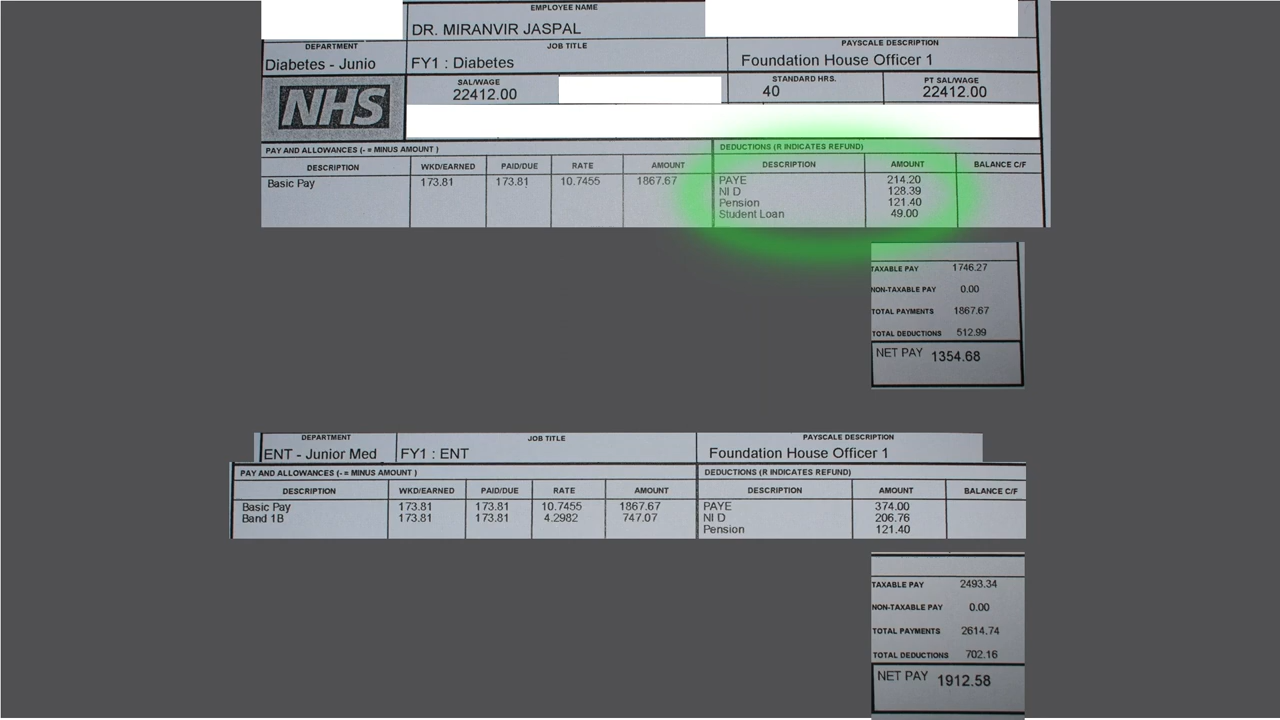 EMPLOYEE NAME
DR. MIRANVIR JASPAL
DEPARTMENT JOB TITLE PAYSCALE DESCRIPTION
Diabetes - Junio FY1 : Diabetes Foundation House Officer 1
SAL/WAGE STANDARD HRS. PT SAL/WAGE
22412.00 40 22412.00
NHS
PAY AND ALLOWANCES (- = MINUS AMOUNT ) DEDUCTIONS (R INDICATES REFUND)
DESCRIPTION WKD/EARNED PAID/DUE RATE AMOUNT DESCRIPTION AMOUNT BALANCE C/F
Basic Pay 173.81 173.81 10.7455 1867.67 PAYE 214.20
NI D 128.39
Pension 121.40
Student Loan 49.00
TAXABLE PAY 1746.27
NON-TAXABLE PAY 0.00
TOTAL PAYMENTS 1867.67
TOTAL DEDUCTIONS 512.99
NET PAY 1354.68
DEPARTMENT JOB TITLE PAYSCALE DESCRIPTION
ENT - Junior Med FY1 : ENT Foundation House Officer 1
PAY AND ALLOWANCES (- = MINUS AMOUNT ) DEDUCTIONS (R INDICATES REFUND)
DESCRIPTION WKD/EARNED PAID/DUE RATE AMOUNT DESCRIPTION AMOUNT BALANCE C/F
Basic Pay 173.81 173.81 10.7455 1867.67 PAYE 374.00
Band 1B 173.81 173.81 4.2982 747.07 NI D 206.76
Pension 121.40
TAXABLE PAY 2493.34
NON-TAXABLE PAY 0.00
TOTAL PAYMENTS 2614.74
TOTAL DEDUCTIONS 702.16
NET PAY 1912.58